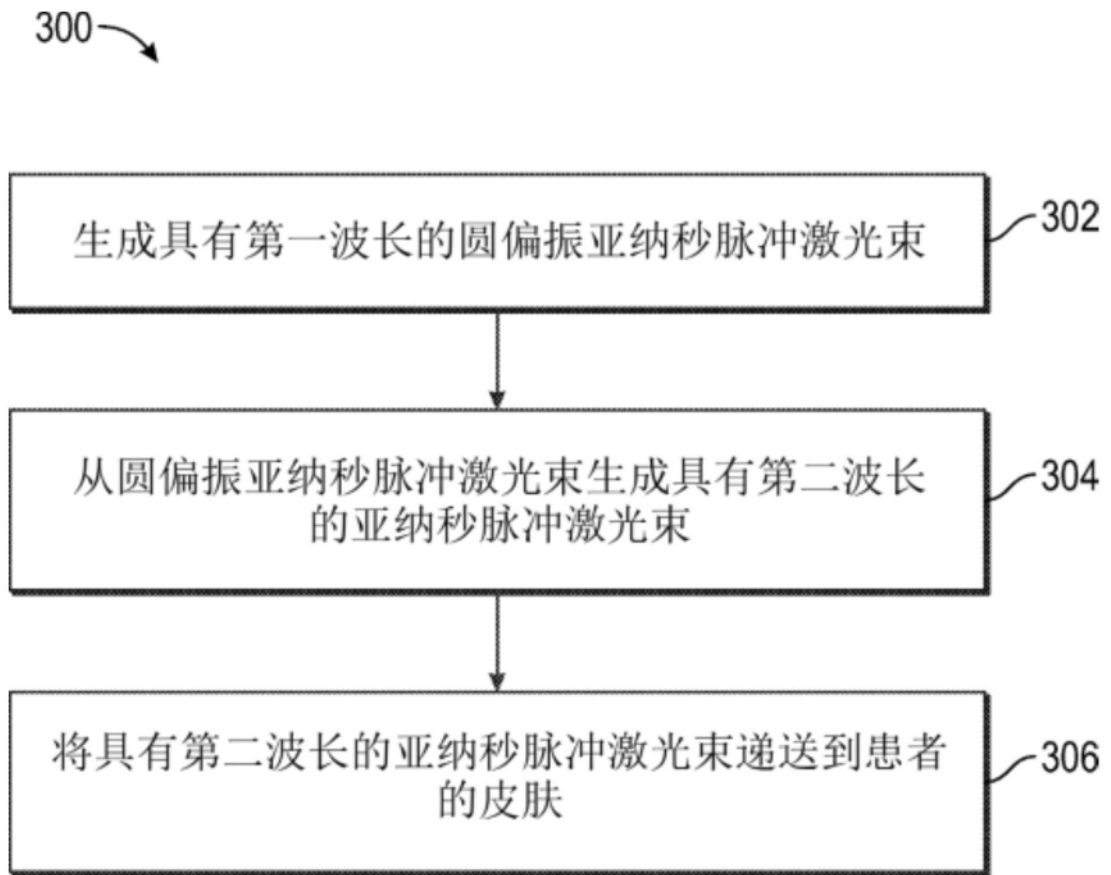 300
生成具有第一波长的圆偏振亚纳秒脉冲激光束
302
从圆偏振亚纳秒脉冲激光束生成具有第二波长
的亚纳秒脉冲激光束
304
将具有第二波长的亚纳秒脉冲激光束递送到患者
的皮肤
306